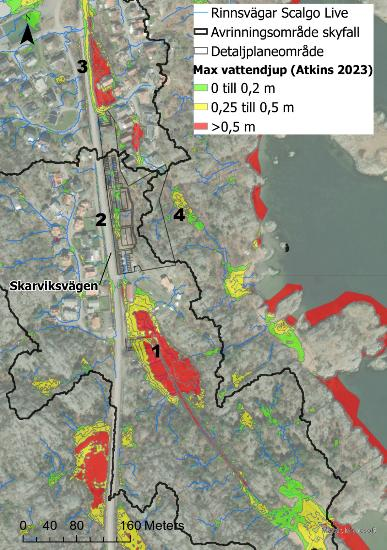 Rinnsvägar Scalgo Live
Avrinningsområde skyfall
Detaljplaneområde
Max vattendjup (Atkins 2023)
0 till 0,2 m
0,25 till 0,5 m
>0,5 m
3
2
4
Skarviksvägen
1
0 40 80 160 Meters